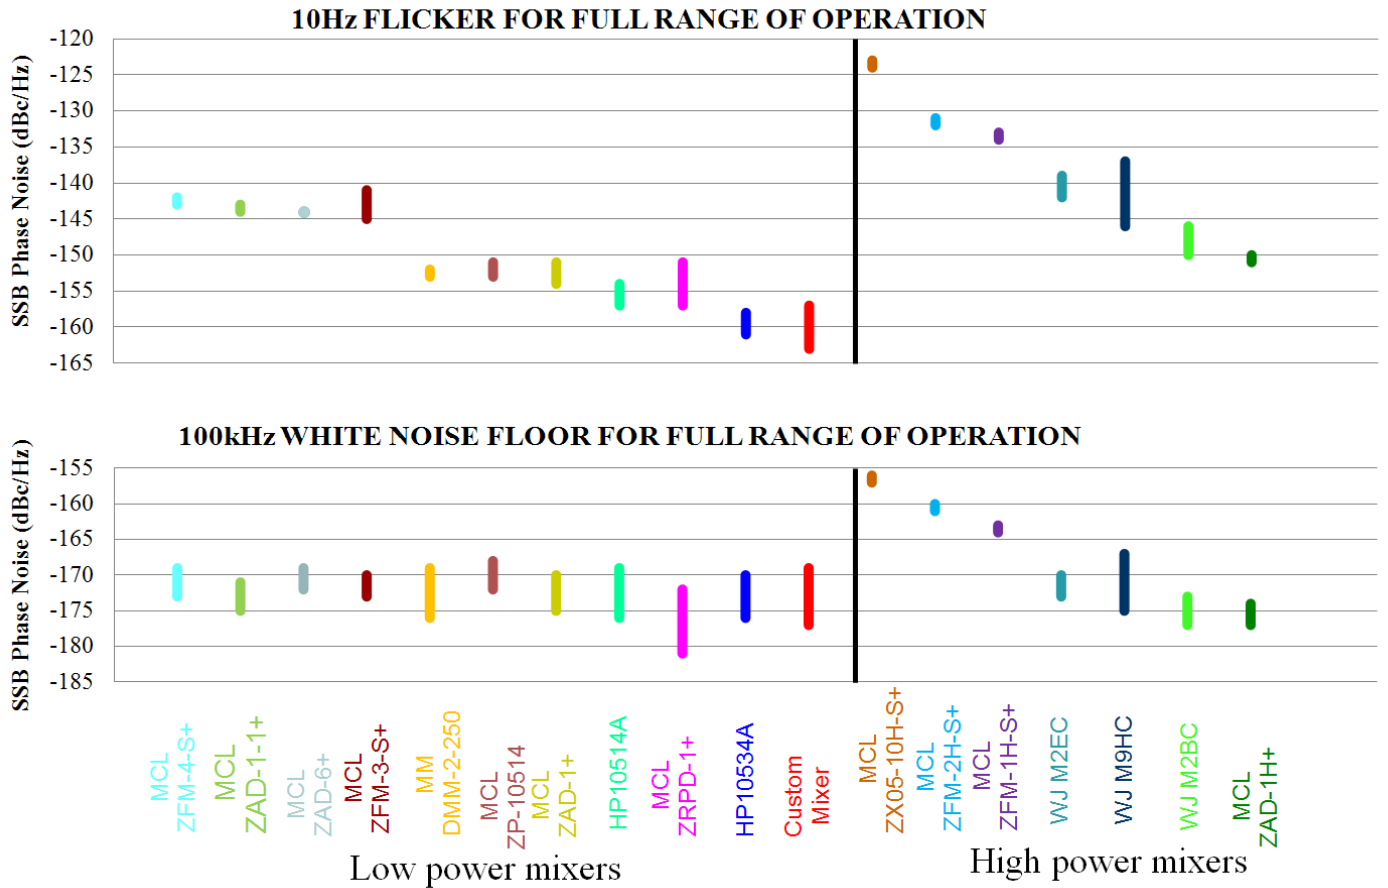 10Hz FLICKER FOR FULL RANGE OF OPERATION
SSB Phase Noise (dBc/Hz)
-120
-125
-130
-135
-140
-145
-150
-155
-160
-165
100kHz WHITE NOISE FLOOR FOR FULL RANGE OF OPERATION
SSB Phase Noise (dBc/Hz)
-155
-160
-165
-170
-175
-180
-185
MCL
ZFM-4-S+
MCL
ZAD-11-1+
MCL
ZAD-6+
MCL
ZFM-3-S+
MM
DMM-2-250
MCL
ZP-10514
MCL
ZAD-1+
HP10514A
MCL
ZRPD-1+
HP10534A
Custom
Mixer
MCL
ZX05-10H-S+
MCL
ZFM-2H-S+
MCL
ZFM-1H-S+
WJ M2EC
WJ M9HC
WJ M2BC
MCL
ZAD-1H+
Low power mixers
High power mixers